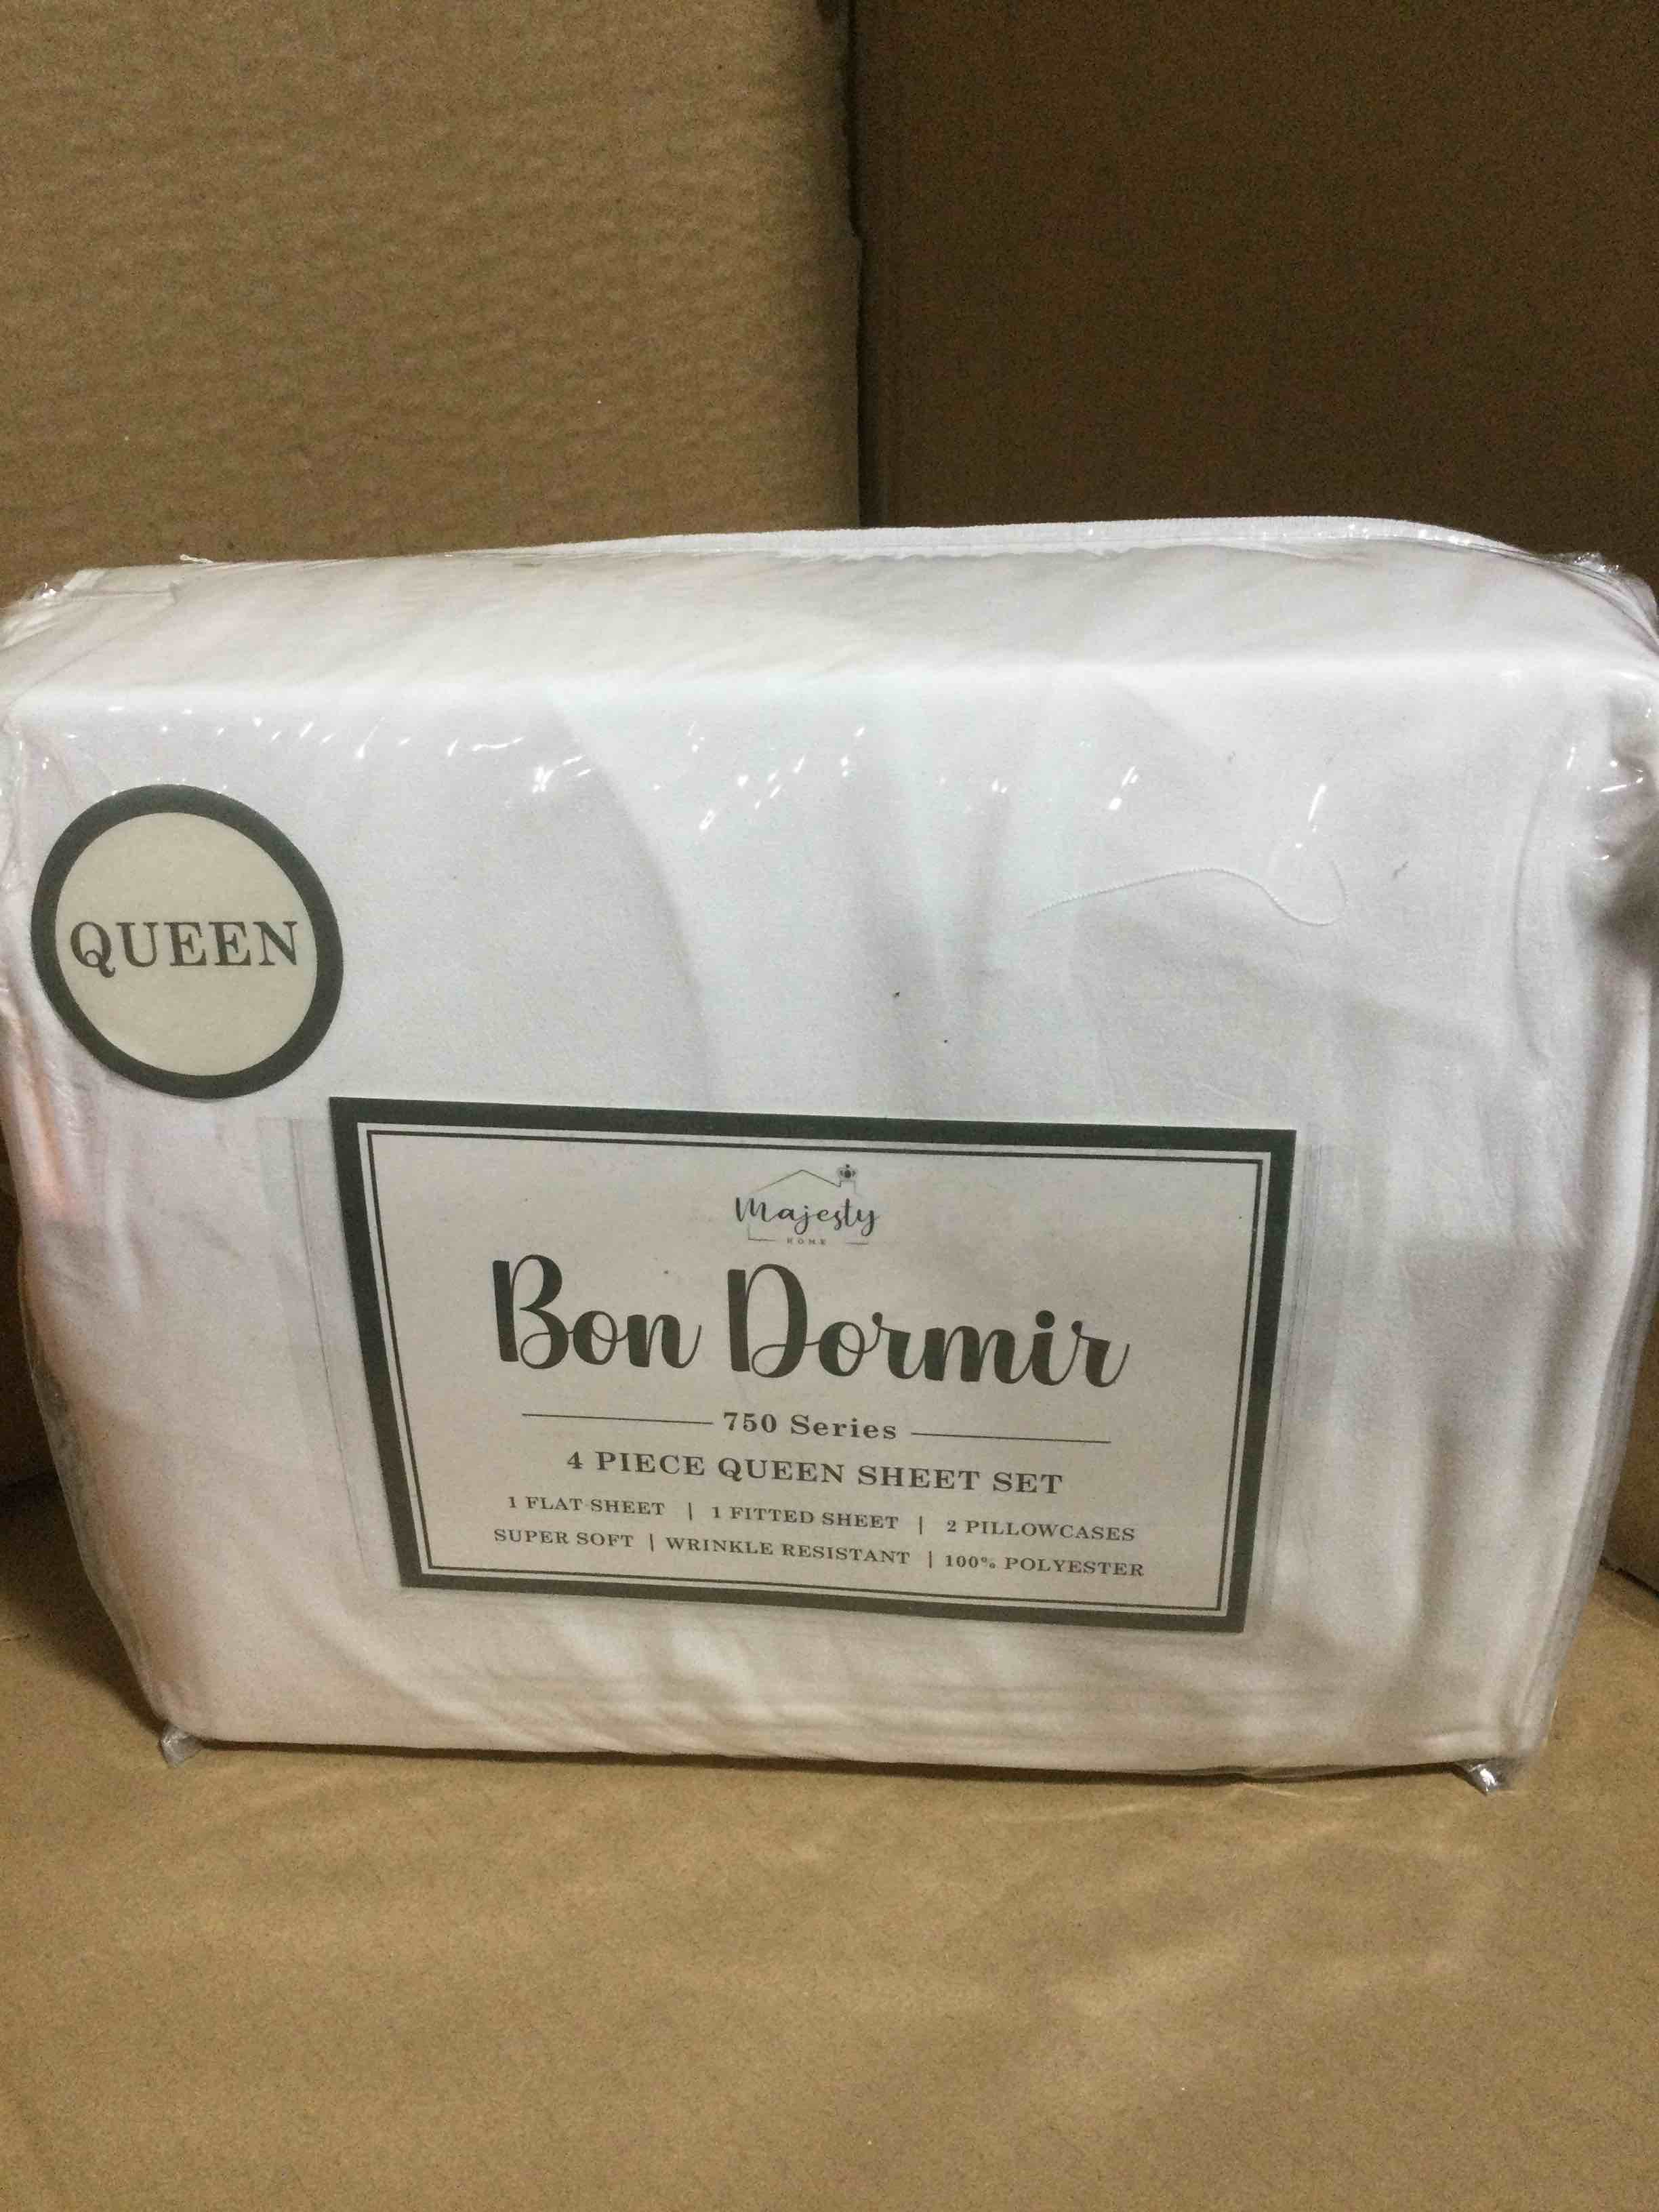 QUEEN
Majesty
HOME
Bon Dormir
750 Series
4 PIECE QUEEN SHEET SET
1 FLAT SHEET | 1 FITTED SHEET | 2 PILLOWCASES
SUPER SOFT | WRINKLE RESISTANT | 100% POLYESTER